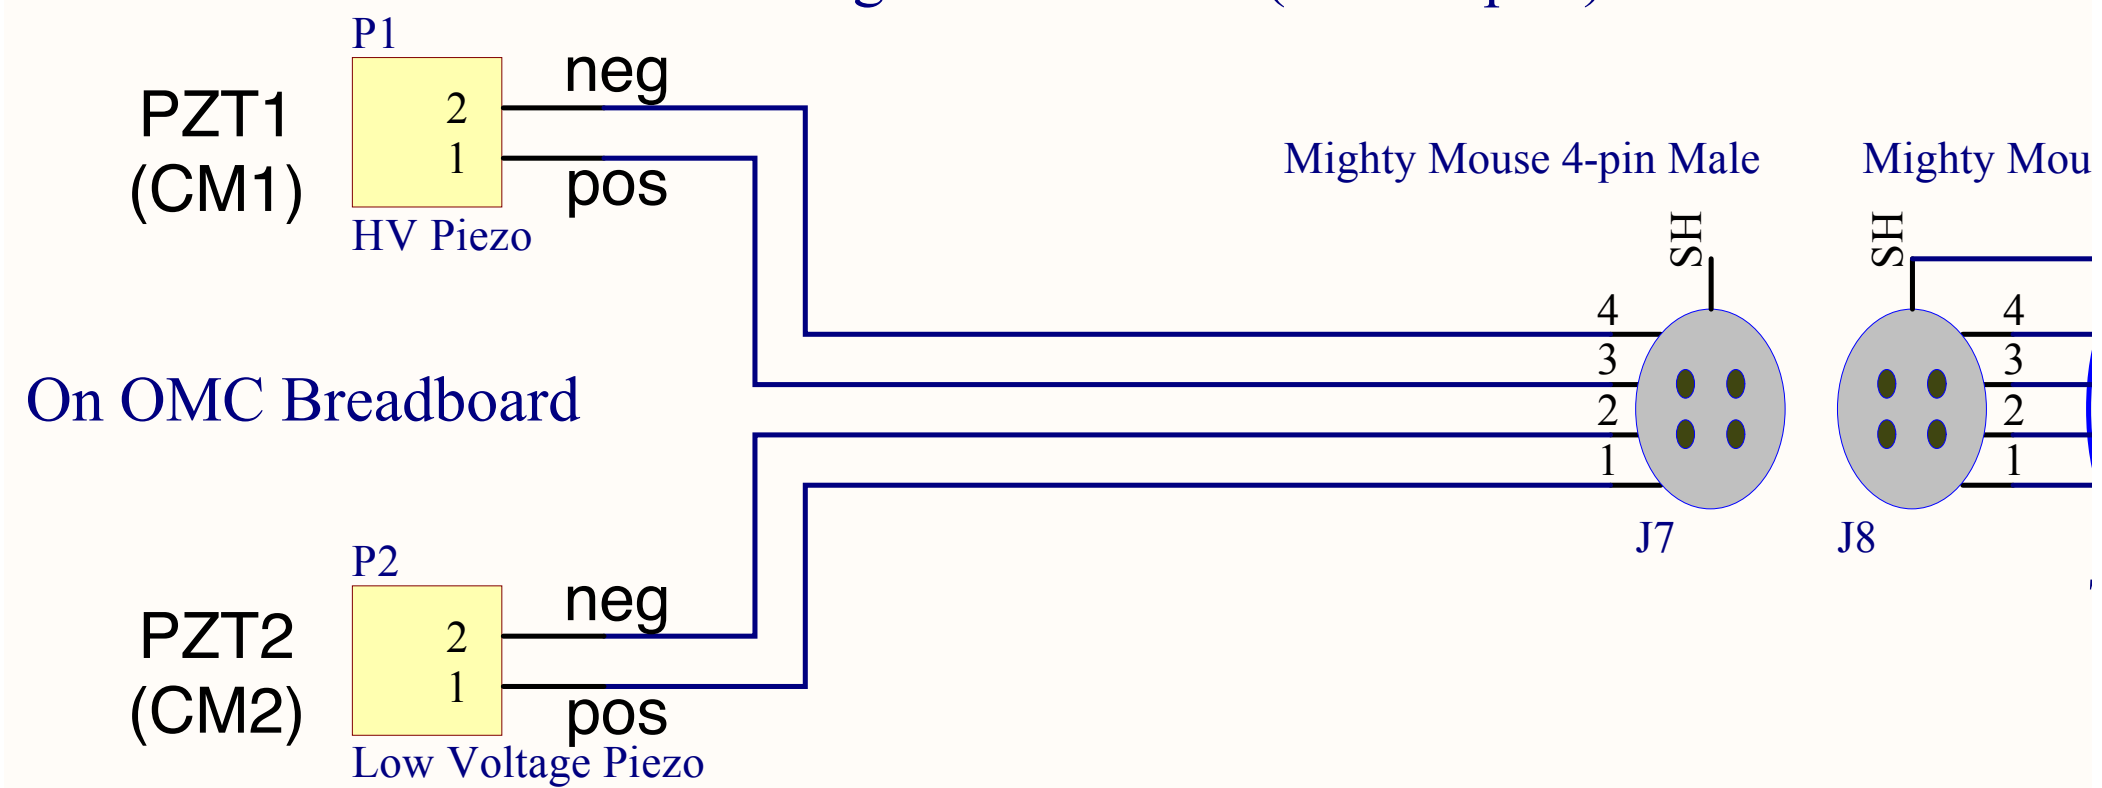 P1
neg
PZT1
(CM1)
2
1
pos
HV Piezo
Mighty Mouse 4-pin Male
Mighty Mou
SH
SH
4
3
2
1
4
3
2
1
On OMC Breadboard
J7
J8
P2
neg
PZT2
(CM2)
2
1
pos
Low Voltage Piezo